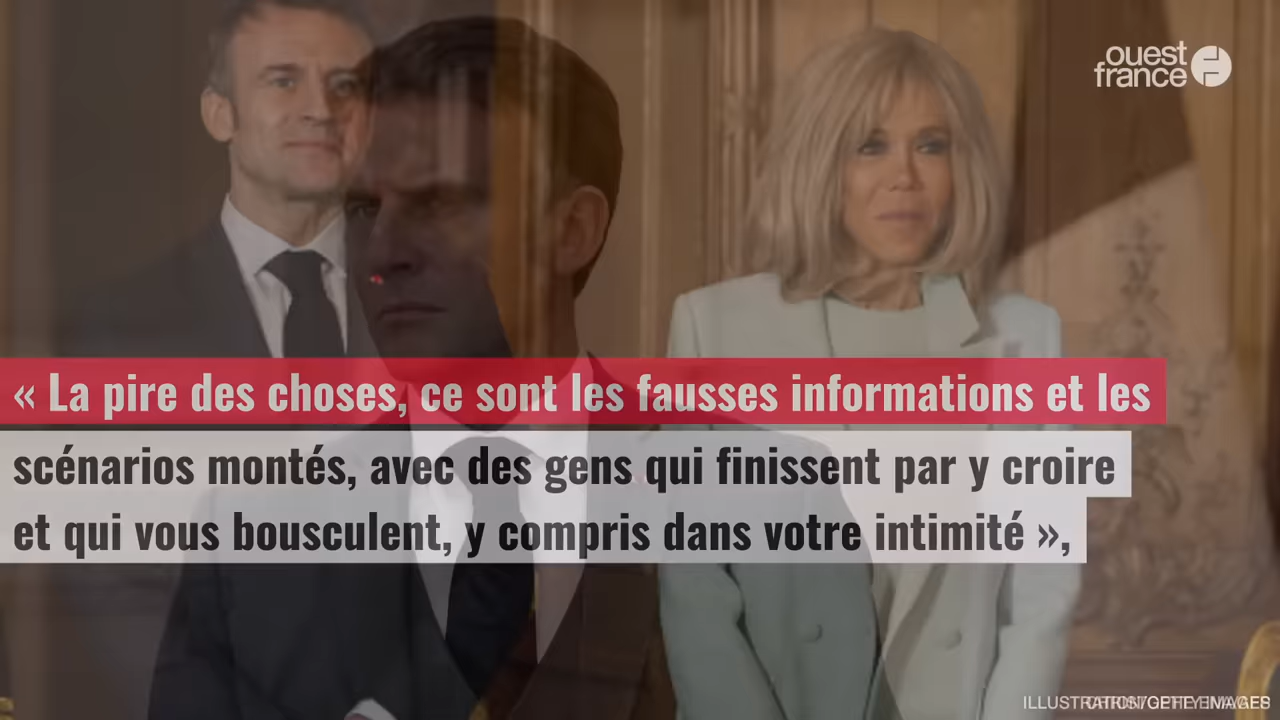 ouest
france
« La pire des choses, ce sont les fausses informations et les
scénarios montés, avec des gens qui finissent par y croire
et qui vous bousculent, y compris dans votre intimité »,